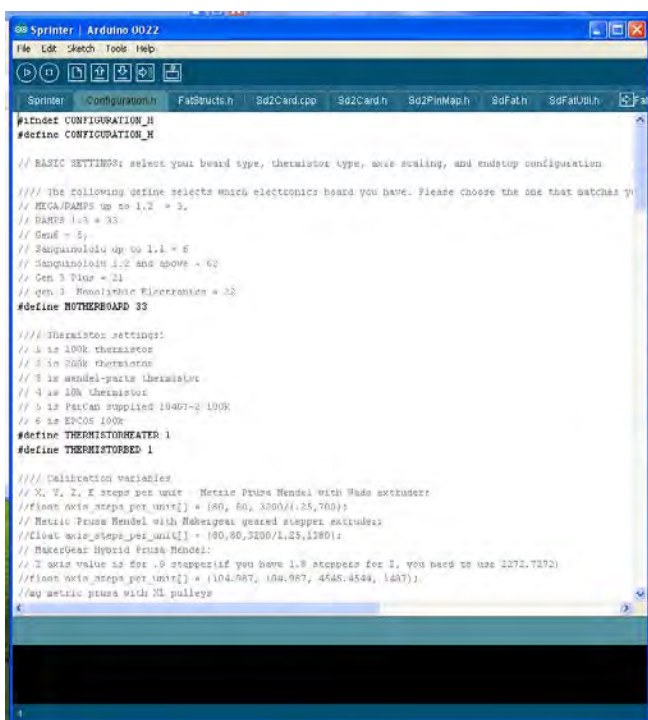 Sprinter | Arduino 0022
File Edit Sketch Tools Help
Sprinter Configuration.h FatStructs.h Sd2Card.cpp Sd2Card.h Sd2PinMap.h SdFat.h SdFatUtil.h Fat
#ifndef CONFIGURATION_H
#define CONFIGURATION_H
// BASIC SETTINGS: select your board type, thermistor type, axis scaling, and endstop configuration
//// The following define selects which electronics board you have. Please choose the one that matches y
// MEGA/RAMPS up to 1.2 = 3,
// RAMPS 1.3 = 33
// Gen6 = 5,
// Sanguinololu up to 1.1 = 6
// Sanguinololu 1.2 and above = 62
// Gen 3 Plus = 21
// gen 3 Monolithic Electronics = 22
#define MOTHERBOARD 33
//// Thermistor settings:
// 1 is 100k thermistor
// 2 is 200k thermistor
// 3 is mendel-parts thermistor
// 4 is 10k thermistor
// 5 is ParCan supplied 104GT-2 100K
// 6 is EPCOS 100k
#define THERMISTORHEATER 1
#define THERMISTORBED 1
//// Calibration variables
// X, Y, Z, E steps per unit - Metric Prusa Mendel with Wade extruder:
//float axis_steps_per_unit[] = {80, 80, 3200/1.25,700};
// Metric Prusa Mendel with Makergear geared stepper extruder:
//float axis_steps_per_unit[] = {80,80,3200/1.25,1380};
// MakerGear Hybrid Prusa Mendel:
// Z axis value is for .9 stepper(if you have 1.8 steppers for Z, you need to use 2272.7272)
//float axis_steps_per_unit[] = {104.987, 104.987, 4545.4544, 1487};
//my metric prusa with XL pulleys
4